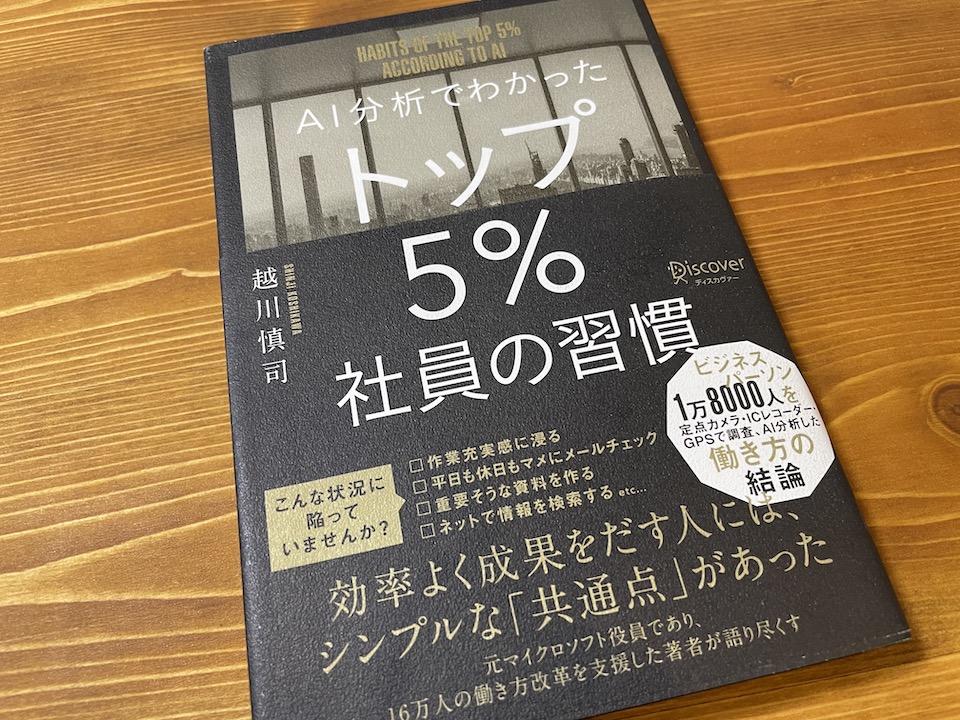 HABITS OF THE TOP 5%
ACCORDING TO AI
AI分析でわかった
トップ
5%
社員の習慣
越川慎司
SHINJI KOSHIKAWA
Discover
ディスカヴァー
ビジネス
パーソン
1万8000人を
定点カメラ・ICレコーダー、
GPSで調査、AI分析した
働き方の
結論
こんな状況に
陥って
いませんか?
□ 作業充実感に浸る
□ 平日も休日もマメにメールチェック
□ 重要そうな資料を作る
□ ネットで情報を検索する etc...
効率よく成果をだす人には、
シンプルな「共通点」があった
元マイクロソフト役員であり、
16万人の働き方改革を支援した著者が語り尽くす